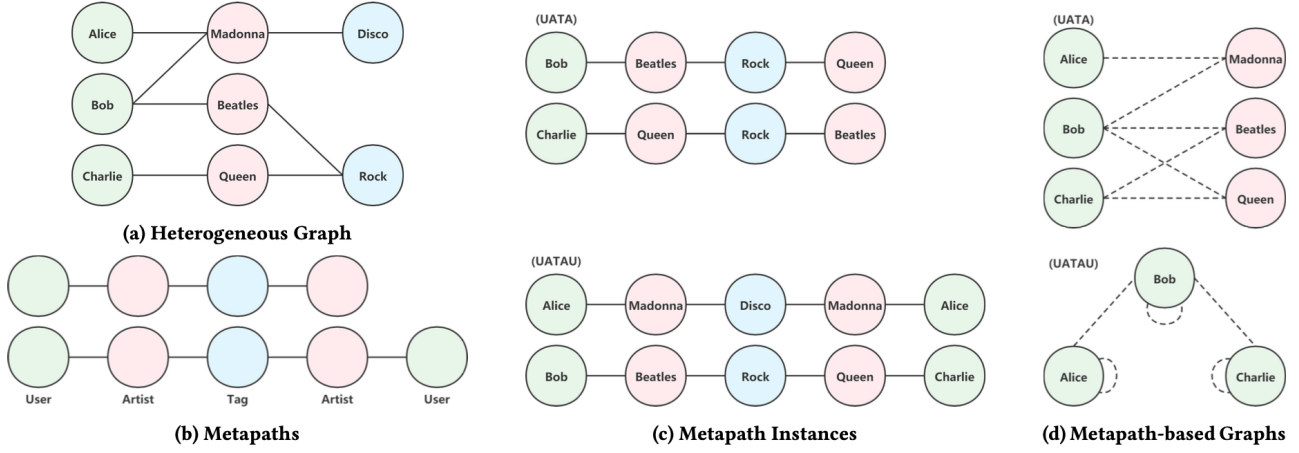 Alice Madonna Disco
Bob Beatles
Charlie Queen Rock
(a) Heterogeneous Graph
User Artist Tag Artist User
(b) Metapaths
(UATA)
Bob Beatles Rock Queen
Charlie Queen Rock Beatles
(UATAU)
Alice Madonna Disco Madonna Alice
Bob Beatles Rock Queen Charlie
(c) Metapath Instances
(UATA)
Alice Madonna
Bob Beatles
Charlie Queen
(UATAU)
Bob
Alice Charlie
(d) Metapath-based Graphs